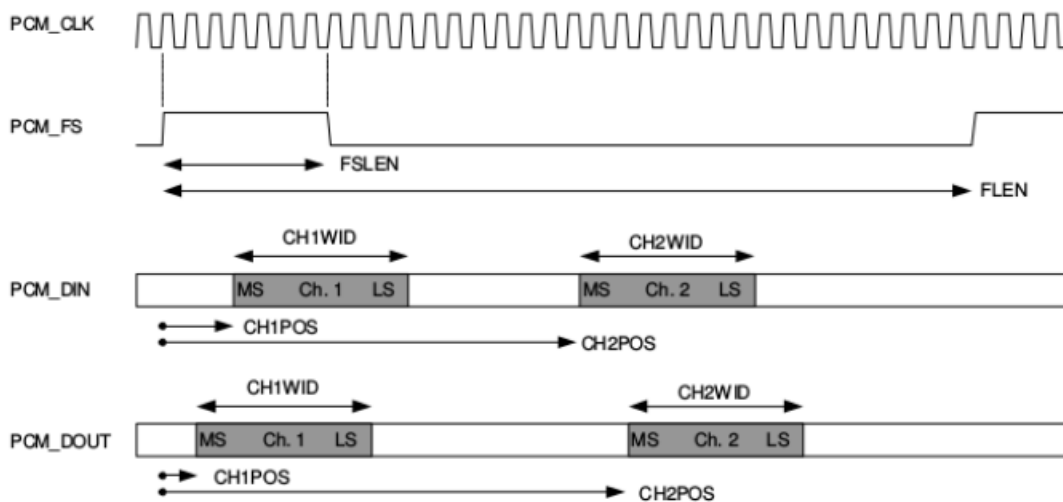 PCM_CLK
PCM_FS
FSLEN
FLEN
CH1WID CH2WID
PCM_DIN MS Ch. 1 LS MS Ch. 2 LS
CH1POS
CH2POS
CH1WID CH2WID
PCM_DOUT MS Ch. 1 LS MS Ch. 2 LS
CH1POS
CH2POS